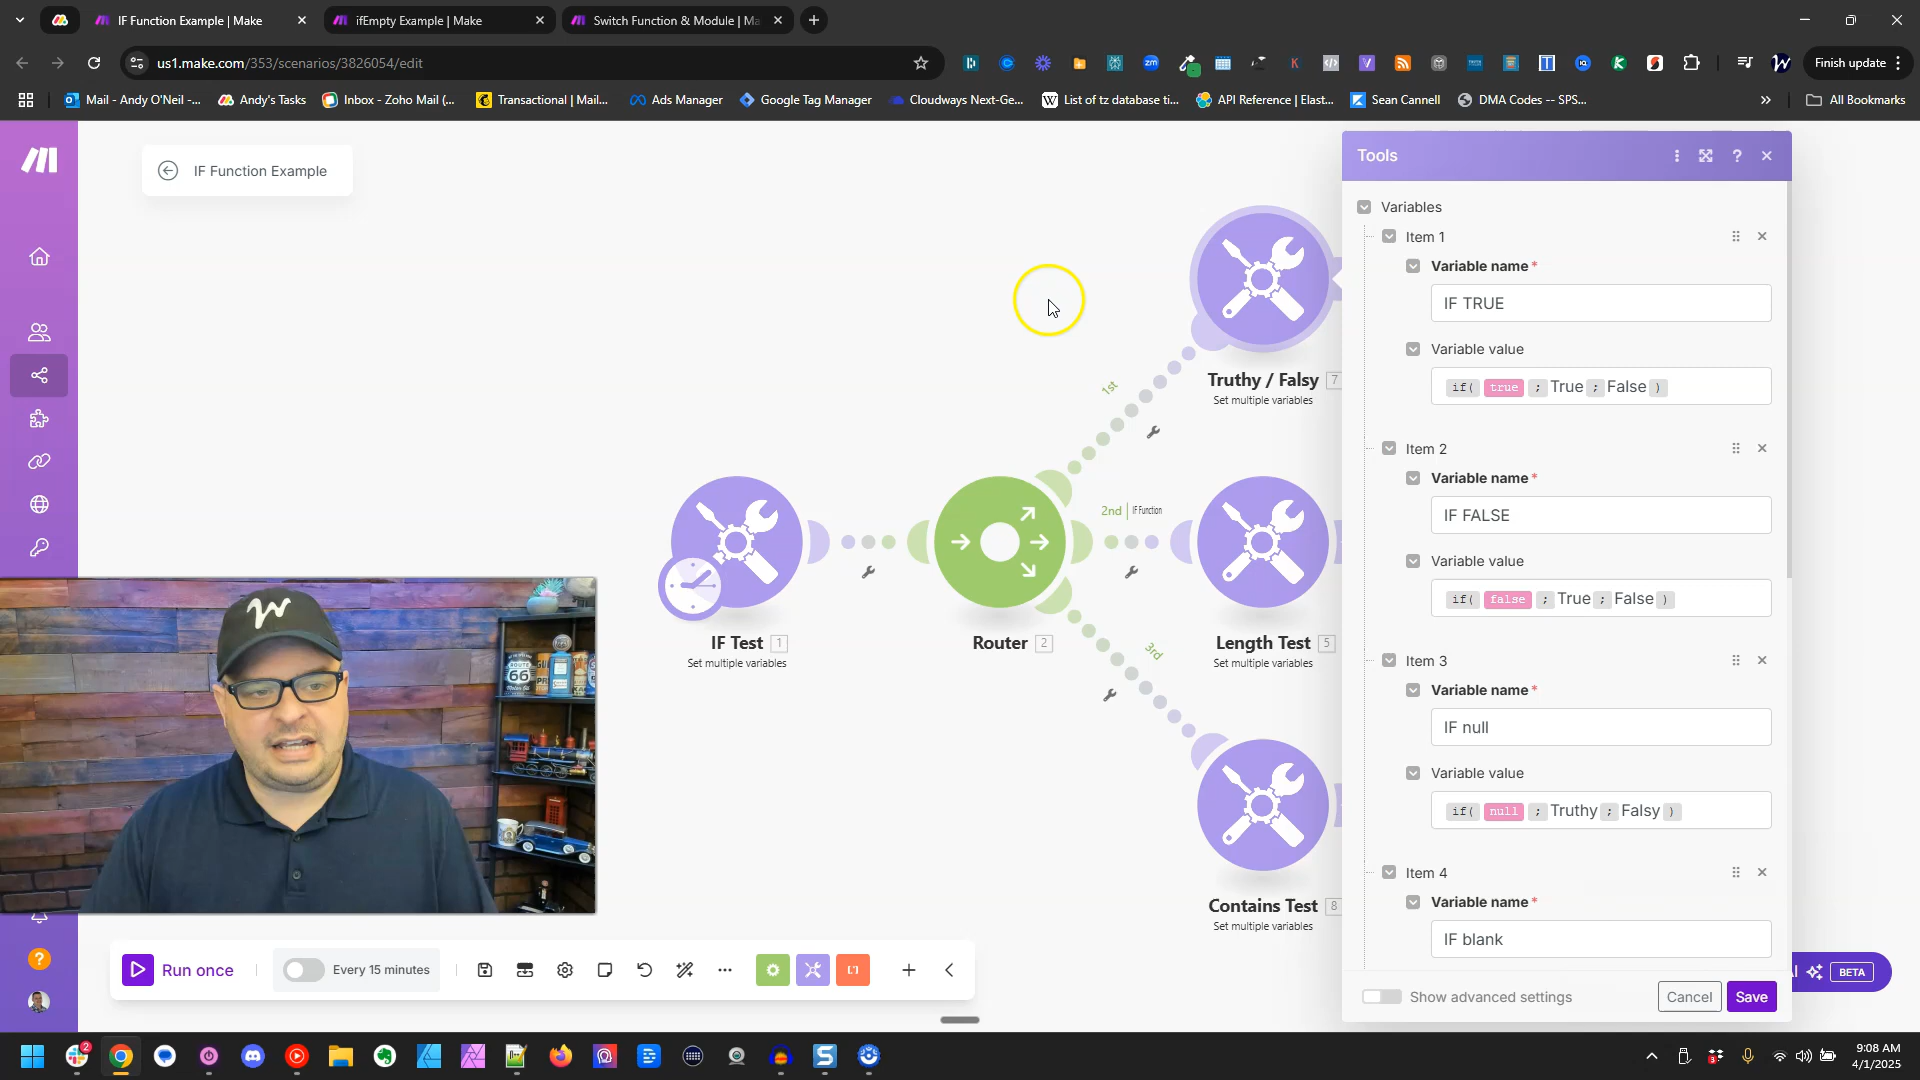 IF Function Example | Make
ifEmpty Example | Make
Switch Function & Module | Ma
us1.make.com/353/scenarios/3826054/edit
Finish update
Mail - Andy O'Neil -...
Andy's Tasks
Inbox - Zoho Mail (...
Transactional | Mail...
Ads Manager
Google Tag Manager
Cloudways Next-Ge...
List of tz database ti...
API Reference | Elast...
Sean Cannell
DMA Codes -- SPS...
All Bookmarks
IF Function Example
Tools
Variables
Item 1
Variable name*
IF TRUE
Variable value
if( true ; True ; False )
Item 2
Variable name*
IF FALSE
Variable value
if( false ; True ; False )
Item 3
Variable name*
IF null
Variable value
if( null ; Truthy ; Falsy )
Item 4
Variable name*
IF blank
Show advanced settings
Cancel
Save
1st
Truthy / Falsy 7
Set multiple variables
2nd | IF Function
3rd
IF Test 1
Set multiple variables
Router 2
Length Test 5
Set multiple variables
Contains Test 8
Set multiple variables
ROUTE
66
Run once
Every 15 minutes
BETA
9:08 AM
4/1/2025